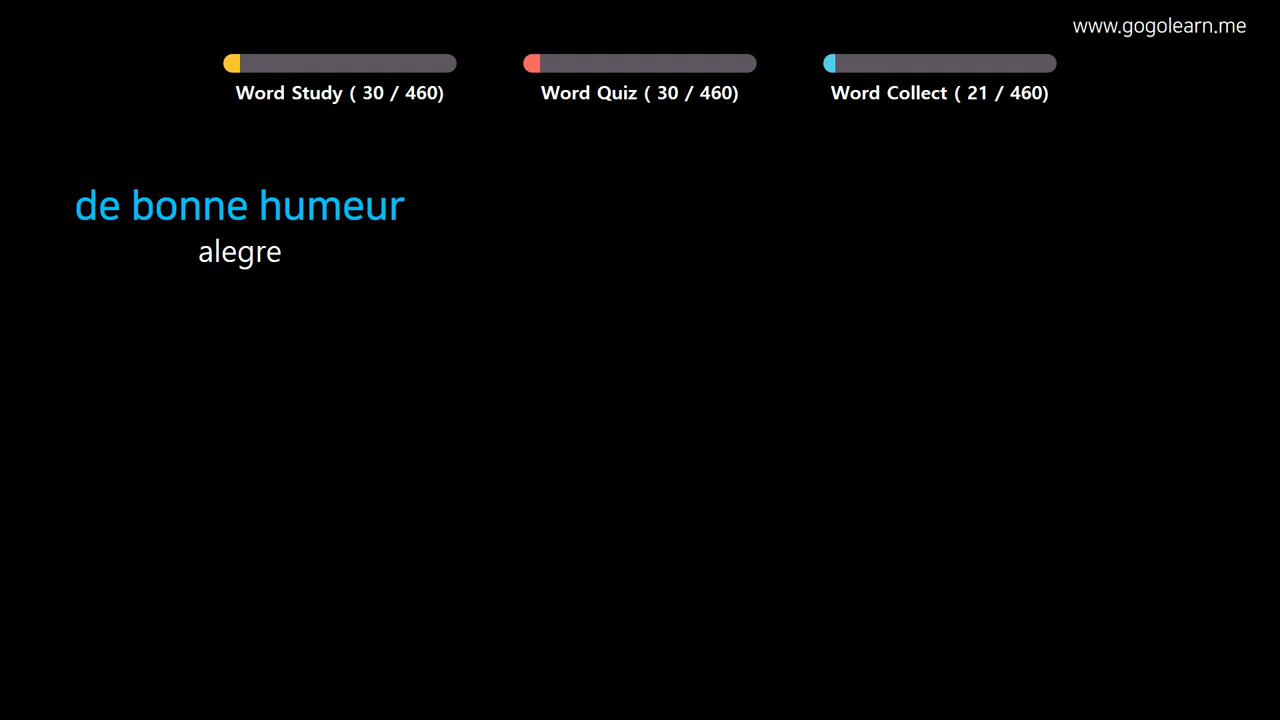 www.gogolearn.me
Word Study ( 30 / 460)
Word Quiz ( 30 / 460)
Word Collect ( 21 / 460)
de bonne humeur
alegre